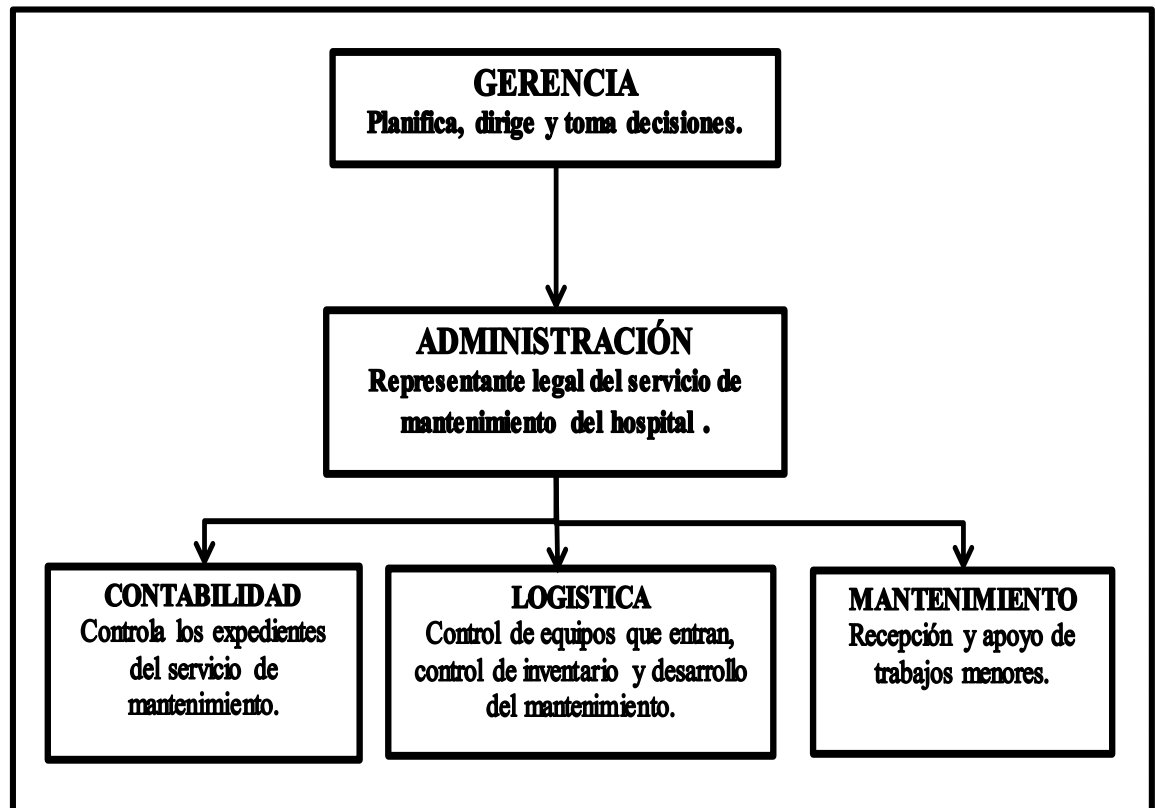 GERENCIA
Planifica, dirige y toma decisiones.
ADMINISTRACIÓN
Representante legal del servicio de
mantenimiento del hospital .
CONTABILIDAD
Controla los expedientes
del servicio de
mantenimiento.
LOGISTICA
Control de equipos que entran,
control de inventario y desarrollo
del mantenimiento.
MANTENIMIENTO
Recepción y apoyo de
trabajos menores.